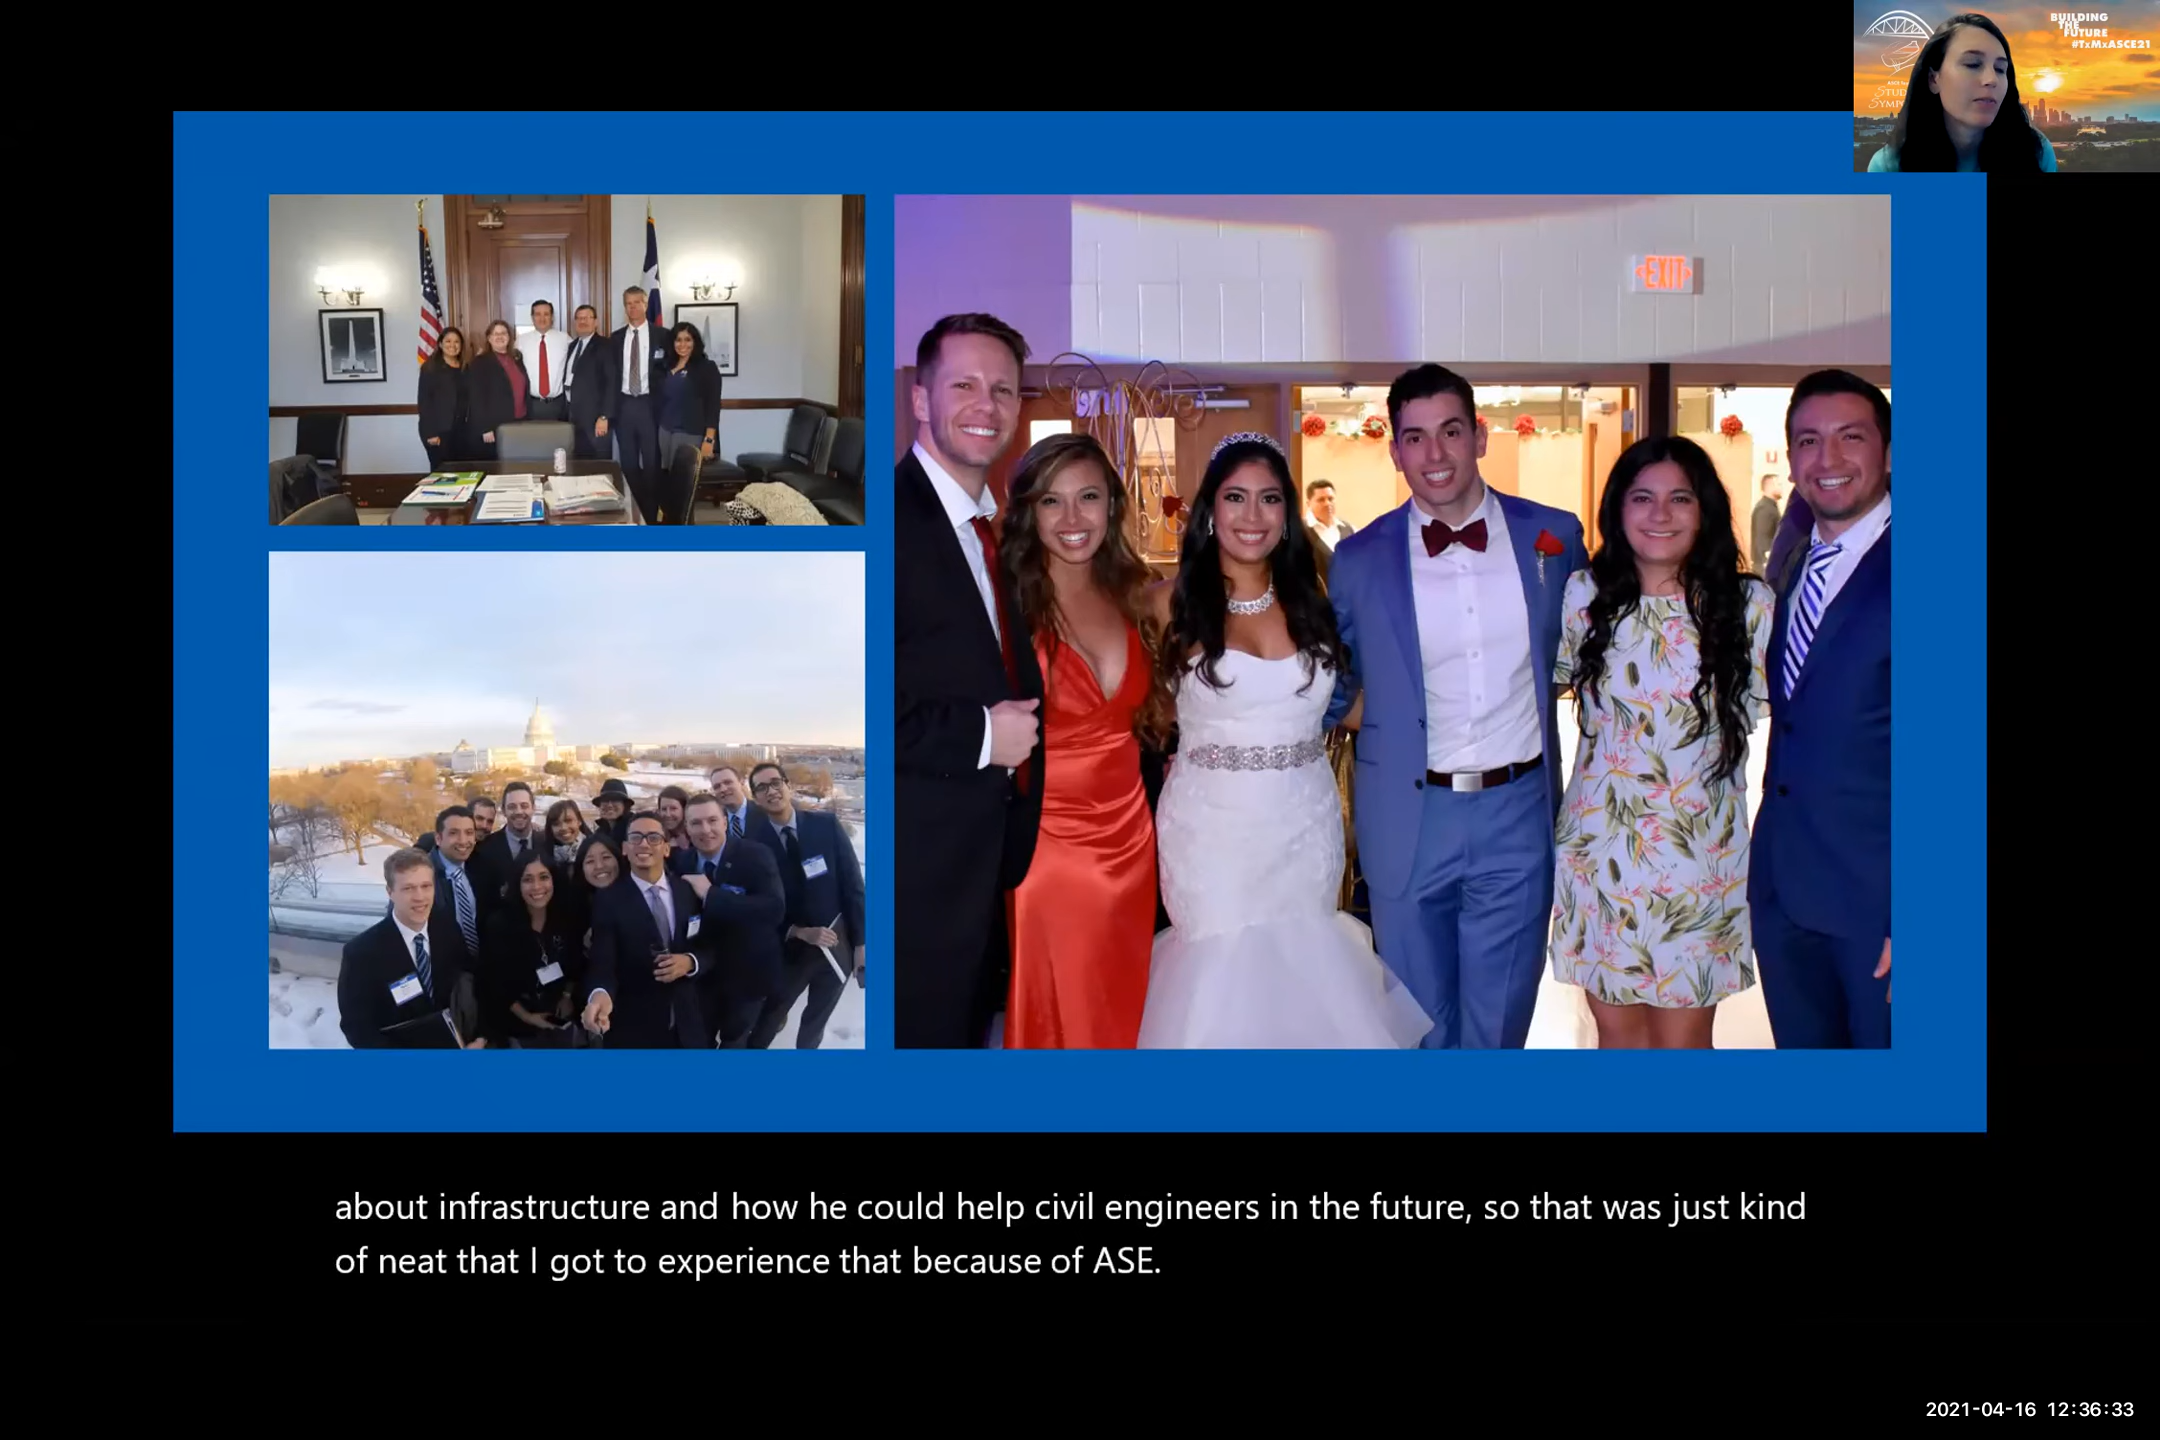 BUILDING
THE
FUTURE
#TxMxASCE21
EXIT
about infrastructure and how he could help civil engineers in the future, so that was just kind
of neat that I got to experience that because of ASE.
2021-04-16 12:36:33